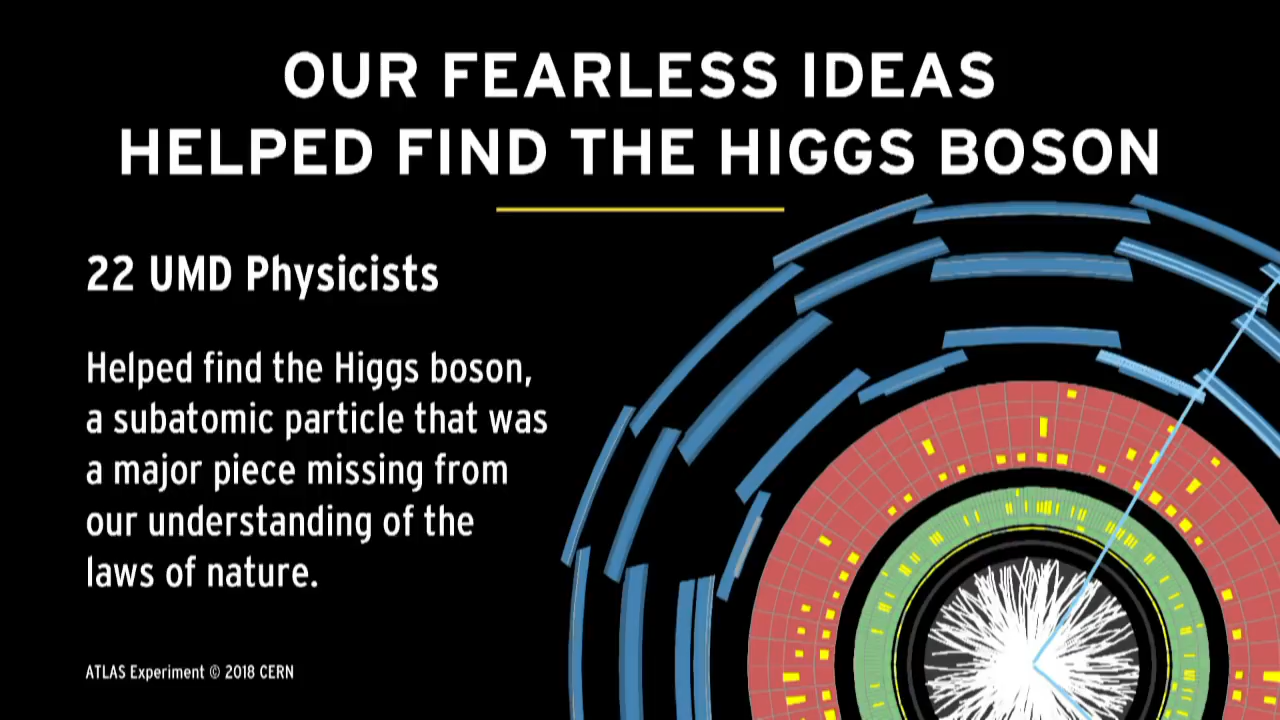 OUR FEARLESS IDEAS
HELPED FIND THE HIGGS BOSON
22 UMD Physicists
Helped find the Higgs boson,
a subatomic particle that was
a major piece missing from
our understanding of the
laws of nature.
ATLAS Experiment © 2018 CERN